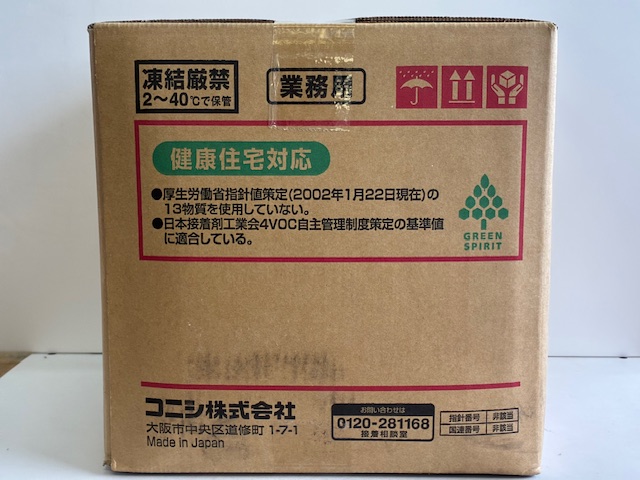 凍結厳禁
2～40℃で保管
業務用
健康住宅対応
●厚生労働省指針値策定(2002年1月22日現在)の
13物質を使用していない。
●日本接着剤工業会4VOC自主管理制度策定の基準値
に適合している。
GREEN
SPIRIT
コニシ株式会社
大阪市中央区道修町 1-7-1
Made in Japan
お問い合わせは
0120-281168
接着相談室
指針番号 非該当
国連番号 非該当